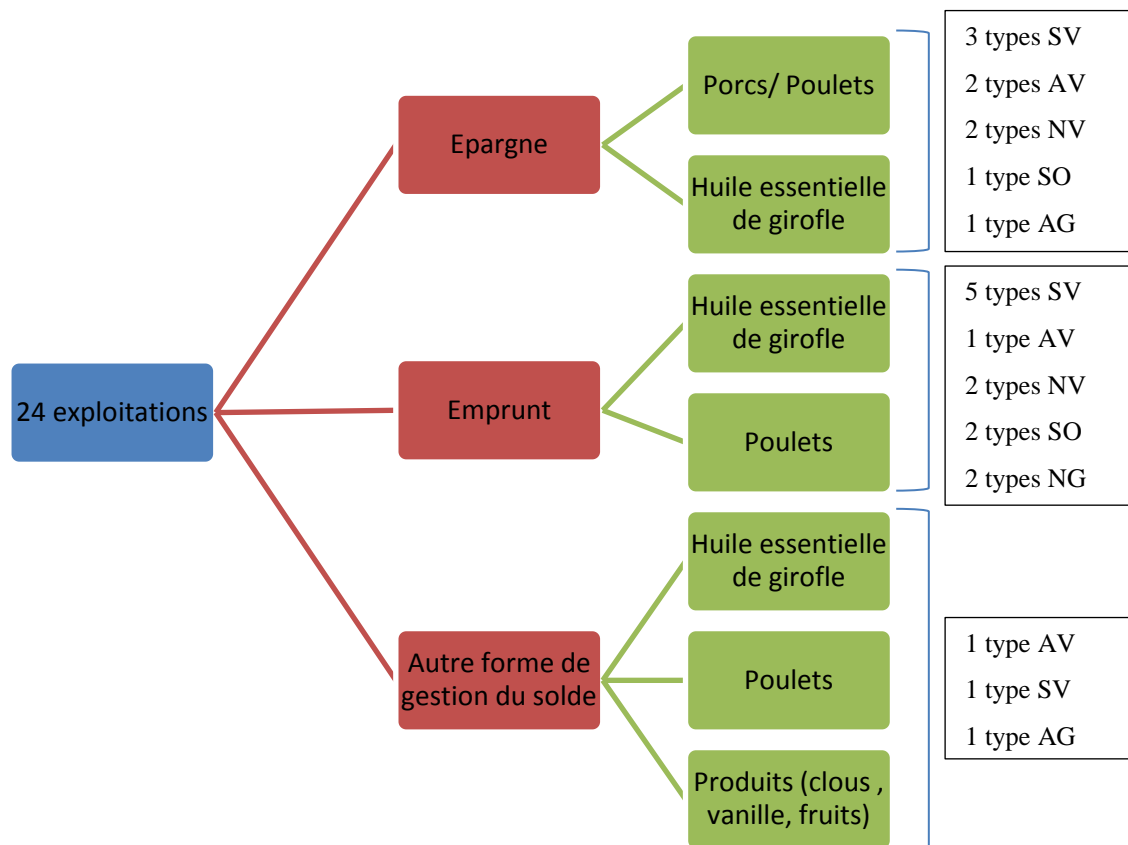 24 exploitations
Epargne
Porcs/ Poulets
Huile essentielle
de girofle
3 types SV
2 types AV
2 types NV
1 type SO
1 type AG
Emprunt
Huile essentielle
de girofle
Poulets
5 types SV
1 type AV
2 types NV
2 types SO
2 types NG
Autre forme de
gestion du solde
Huile essentielle
de girofle
Poulets
Produits (clous ,
vanille, fruits)
1 type AV
1 type SV
1 type AG